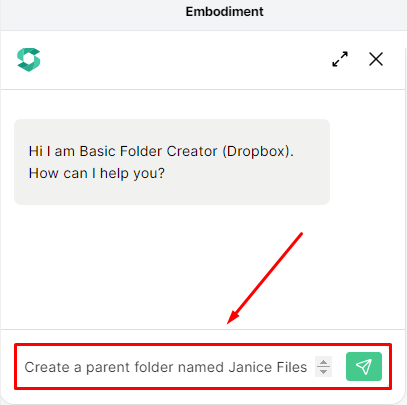 Embodiment
Hi I am Basic Folder Creator (Dropbox).
How can I help you?
Create a parent folder named Janice Files